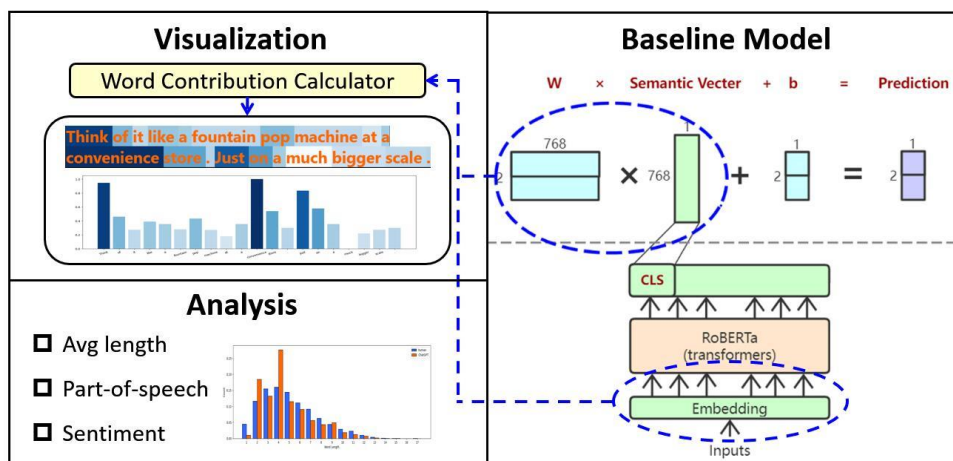 Visualization
Word Contribution Calculator
Think of it like a fountain pop machine at a
convenience store . Just on a much bigger scale .
Analysis
Avg length
Part-of-speech
Sentiment
Baseline Model
W × Semantic Vecter + b = Prediction
768
2
×
1
768
+
1
2
=
1
2
CLS
RoBERTa
(transformers)
Embedding
Inputs